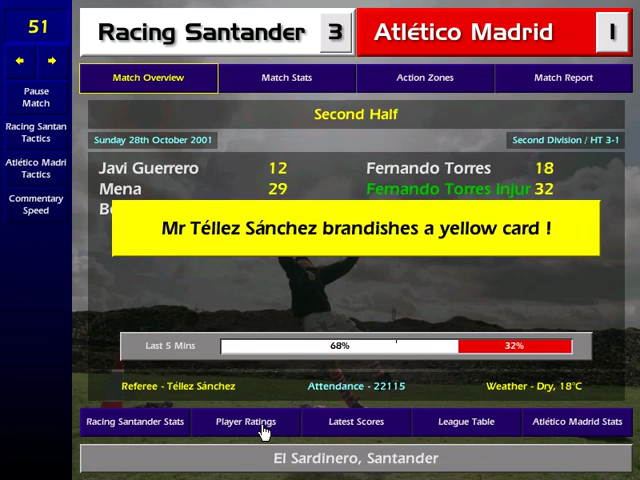 51
Racing Santander 3
Atlético Madrid 1
Match Overview
Match Stats
Action Zones
Match Report
Pause Match
Racing Santan Tactics
Atlético Madri Tactics
Commentary Speed
Second Half
Sunday 28th October 2001
Second Division / HT 3-1
Javi Guerrero 12
Fernando Torres 18
Mena 29
Fernando Torres Injur 32
Mr Téllez Sánchez brandishes a yellow card !
Last 5 Mins
68%
32%
Referee - Téllez Sánchez
Attendance - 22115
Weather - Dry, 18°C
Racing Santander Stats
Player Ratings
Latest Scores
League Table
Atlético Madrid Stats
El Sardinero, Santander